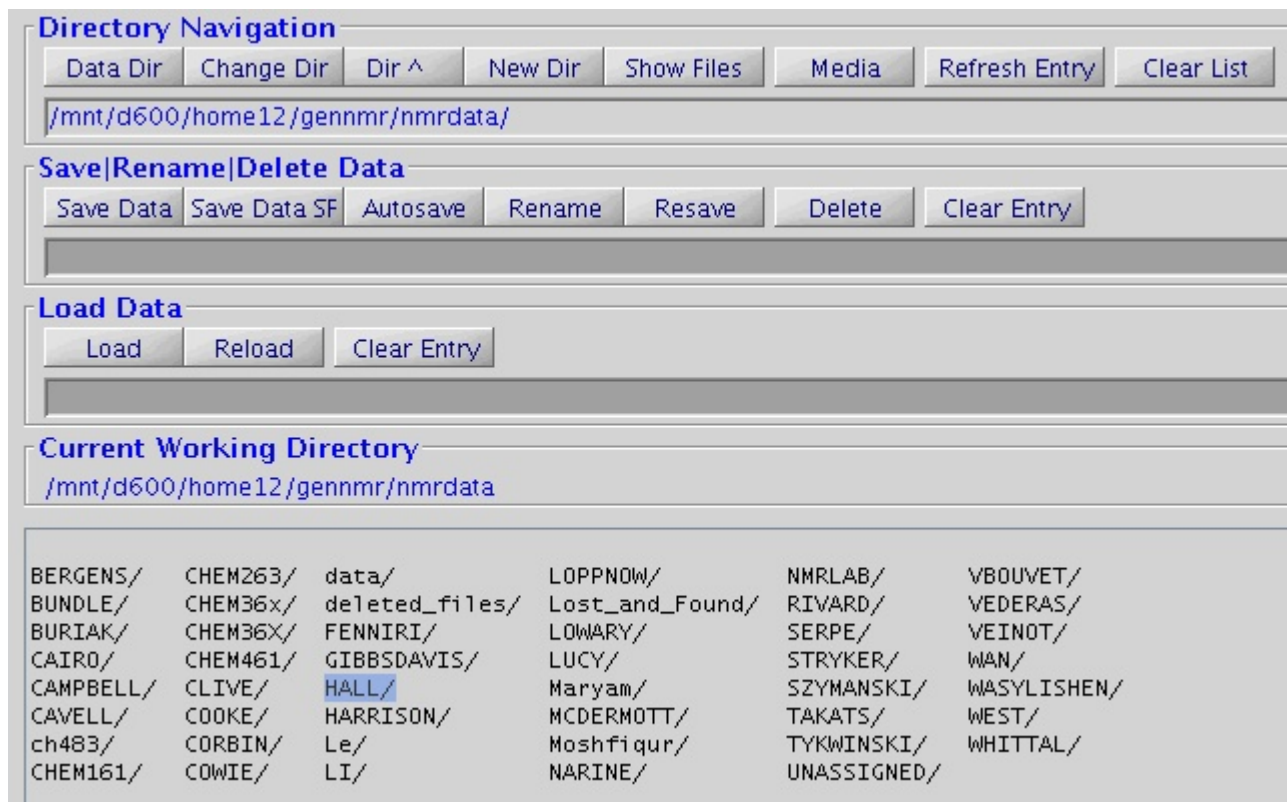 Directory Navigation
Data Dir Change Dir Dir ^ New Dir Show Files Media Refresh Entry Clear List
/mnt/d600/home12/gennmr/nmrdata/
Save|Rename|Delete Data
Save Data Save Data SF Autosave Rename Resave Delete Clear Entry
Load Data
Load Reload Clear Entry
Current Working Directory
/mnt/d600/home12/gennmr/nmrdata
BERGENS/ CHEM263/ data/ LOPPNOW/ NMRLAB/ VBOUVET/
BUNDLE/ CHEM36x/ deleted_files/ Lost_and_Found/ RIVARD/ VEDERAS/
BURIAK/ CHEM36X/ FENNIRI/ LOWARY/ SERPE/ VEINOT/
CAIRO/ CHEM461/ GIBBSDAVIS/ LUCY/ STRYKER/ WAN/
CAMPBELL/ CLIVE/ HALL/ Maryam/ SZYMANSKI/ WASYLISHEN/
CAVELL/ COOKE/ HARRISON/ MCDERMOTT/ TAKATS/ WEST/
ch483/ CORBIN/ Le/ Moshfiqur/ TYKWINSKI/ WHITTAL/
CHEM161/ COWIE/ LI/ NARINE/ UNASSIGNED/